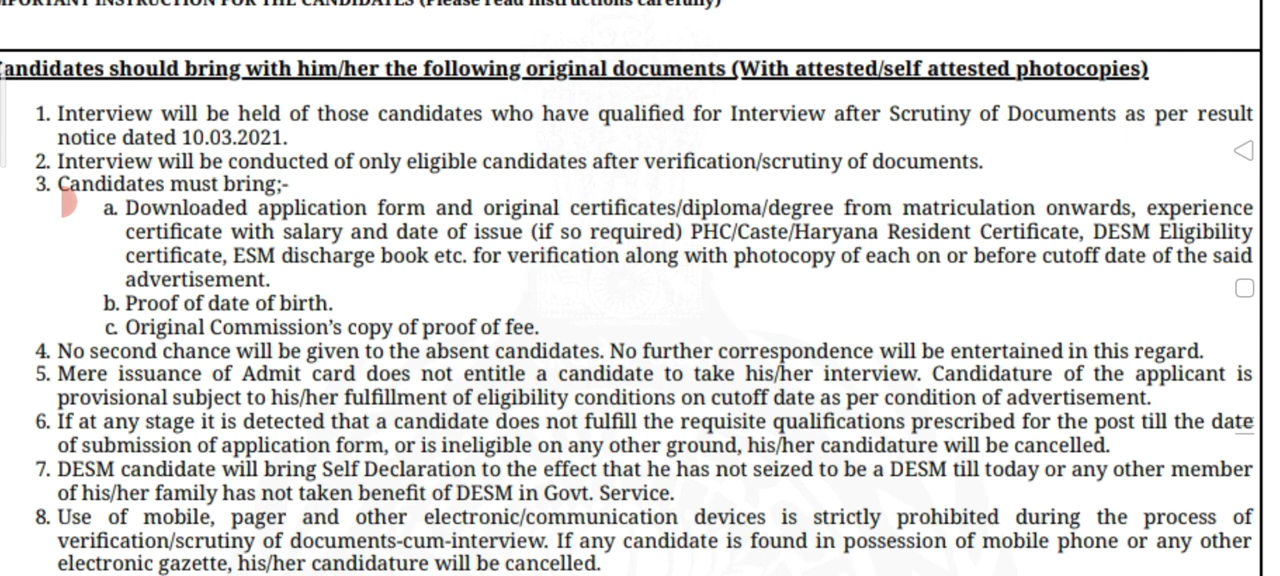 IMPORTANT INSTRUCTION FOR THE CANDIDATES (Please read instructions carefully)
Candidates should bring with him/her the following original documents (With attested/self attested photocopies)
1. Interview will be held of those candidates who have qualified for Interview after Scrutiny of Documents as per result
notice dated 10.03.2021.
2. Interview will be conducted of only eligible candidates after verification/scrutiny of documents.
3. Candidates must bring;-
a. Downloaded application form and original certificates/diploma/degree from matriculation onwards, experience
certificate with salary and date of issue (if so required) PHC/Caste/Haryana Resident Certificate, DESM Eligibility
certificate, ESM discharge book etc. for verification along with photocopy of each on or before cutoff date of the said
advertisement.
b. Proof of date of birth.
c. Original Commission's copy of proof of fee.
4. No second chance will be given to the absent candidates. No further correspondence will be entertained in this regard.
5. Mere issuance of Admit card does not entitle a candidate to take his/her interview. Candidature of the applicant is
provisional subject to his/her fulfillment of eligibility conditions on cutoff date as per condition of advertisement.
6. If at any stage it is detected that a candidate does not fulfill the requisite qualifications prescribed for the post till the date
of submission of application form, or is ineligible on any other ground, his/her candidature will be cancelled.
7. DESM candidate will bring Self Declaration to the effect that he has not seized to be a DESM till today or any other member
of his/her family has not taken benefit of DESM in Govt. Service.
8. Use of mobile, pager and other electronic/communication devices is strictly prohibited during the process of
verification/scrutiny of documents-cum-interview. If any candidate is found in possession of mobile phone or any other
electronic gazette, his/her candidature will be cancelled.